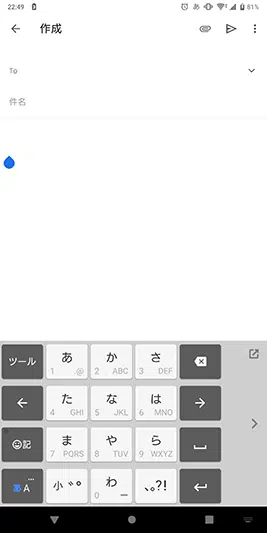 22:49 81%
作成
To
件名
ツール あ 1 .@ か 2 ABC さ 3 DEF
た 4 GHI な 5 JKL は 6 MNO
記 ま 7 PQRS や 8 TUV ら 9 WXYZ
あ A 小 ゛゜ わ 0 ー 、。?!